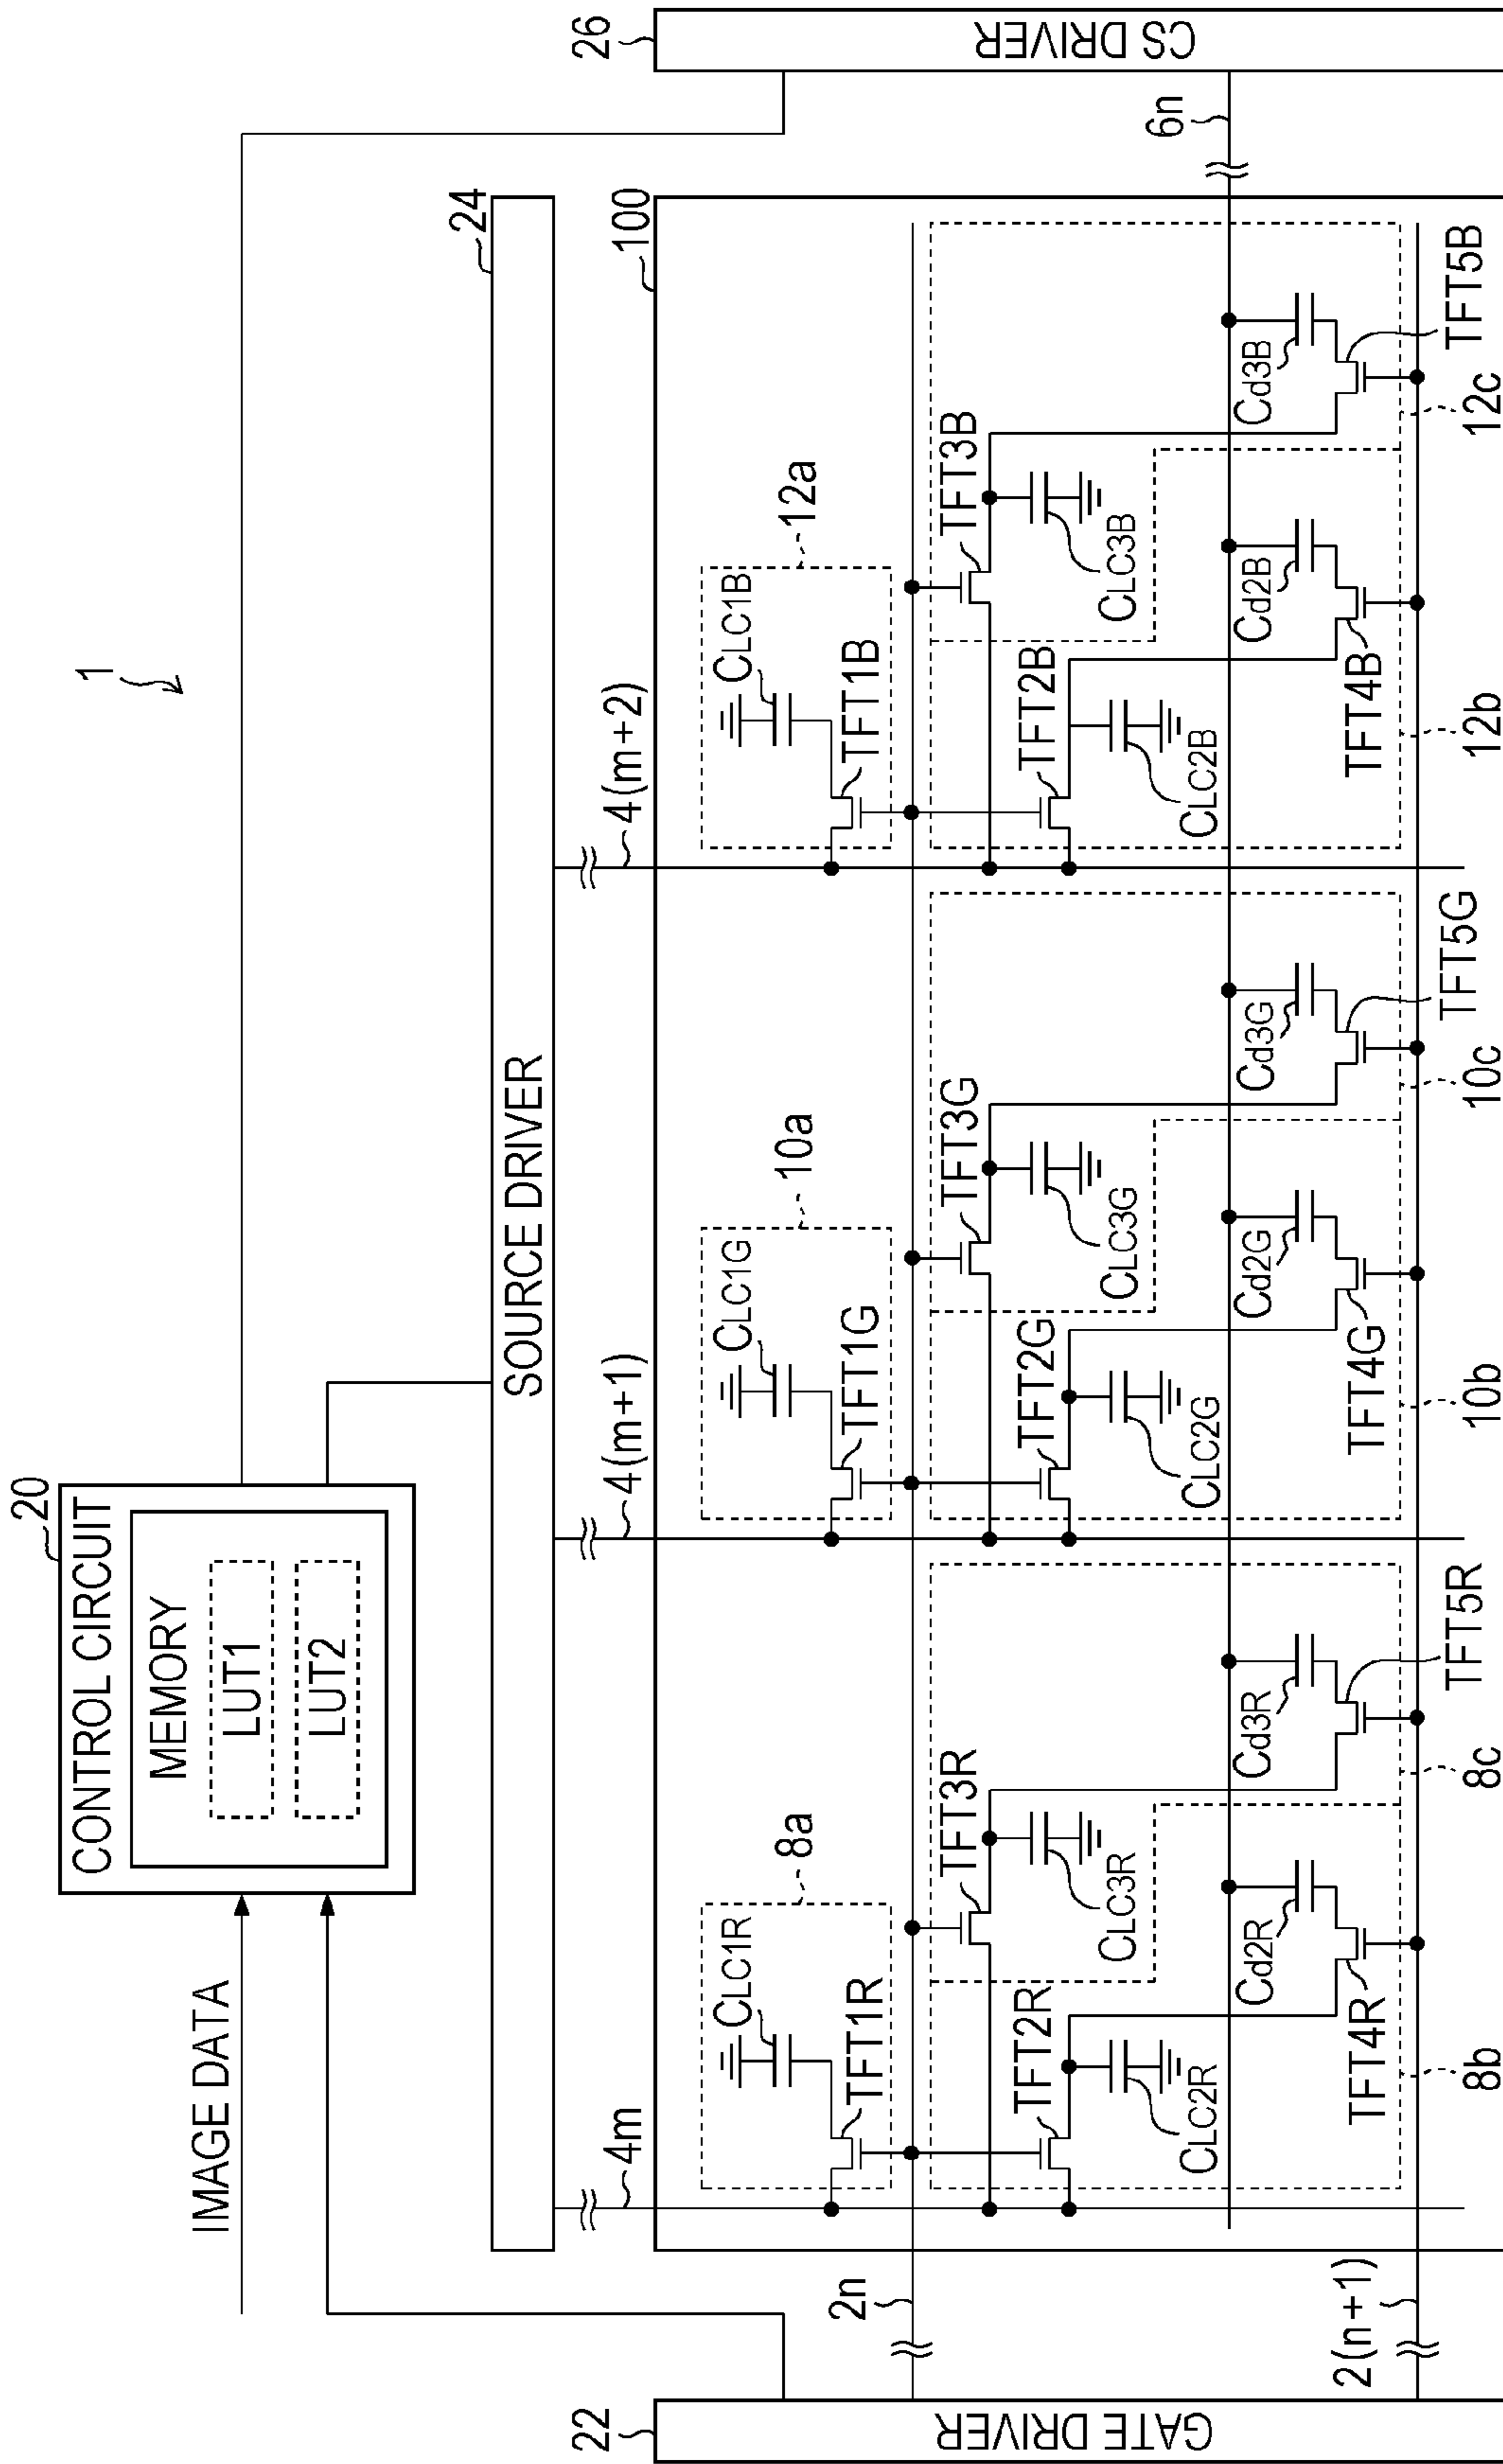 1
IMAGE DATA
20
CONTROL CIRCUIT
MEMORY
LUT1
LUT2
24
SOURCE DRIVER
4m
4(m+1)
4(m+2)
100
22
GATE DRIVER
26
CS DRIVER
2n
2(n+1)
6n
8a
CLC1R
TFT1R
TFT2R
CLC2R
TFT3R
CLC3R
Cd2R
TFT4R
Cd3R
TFT5R
8b
8c
10a
CLC1G
TFT1G
TFT2G
CLC2G
TFT3G
CLC3G
Cd2G
TFT4G
Cd3G
TFT5G
10b
10c
12a
CLC1B
TFT1B
TFT2B
CLC2B
TFT3B
CLC3B
Cd2B
TFT4B
Cd3B
TFT5B
12b
12c